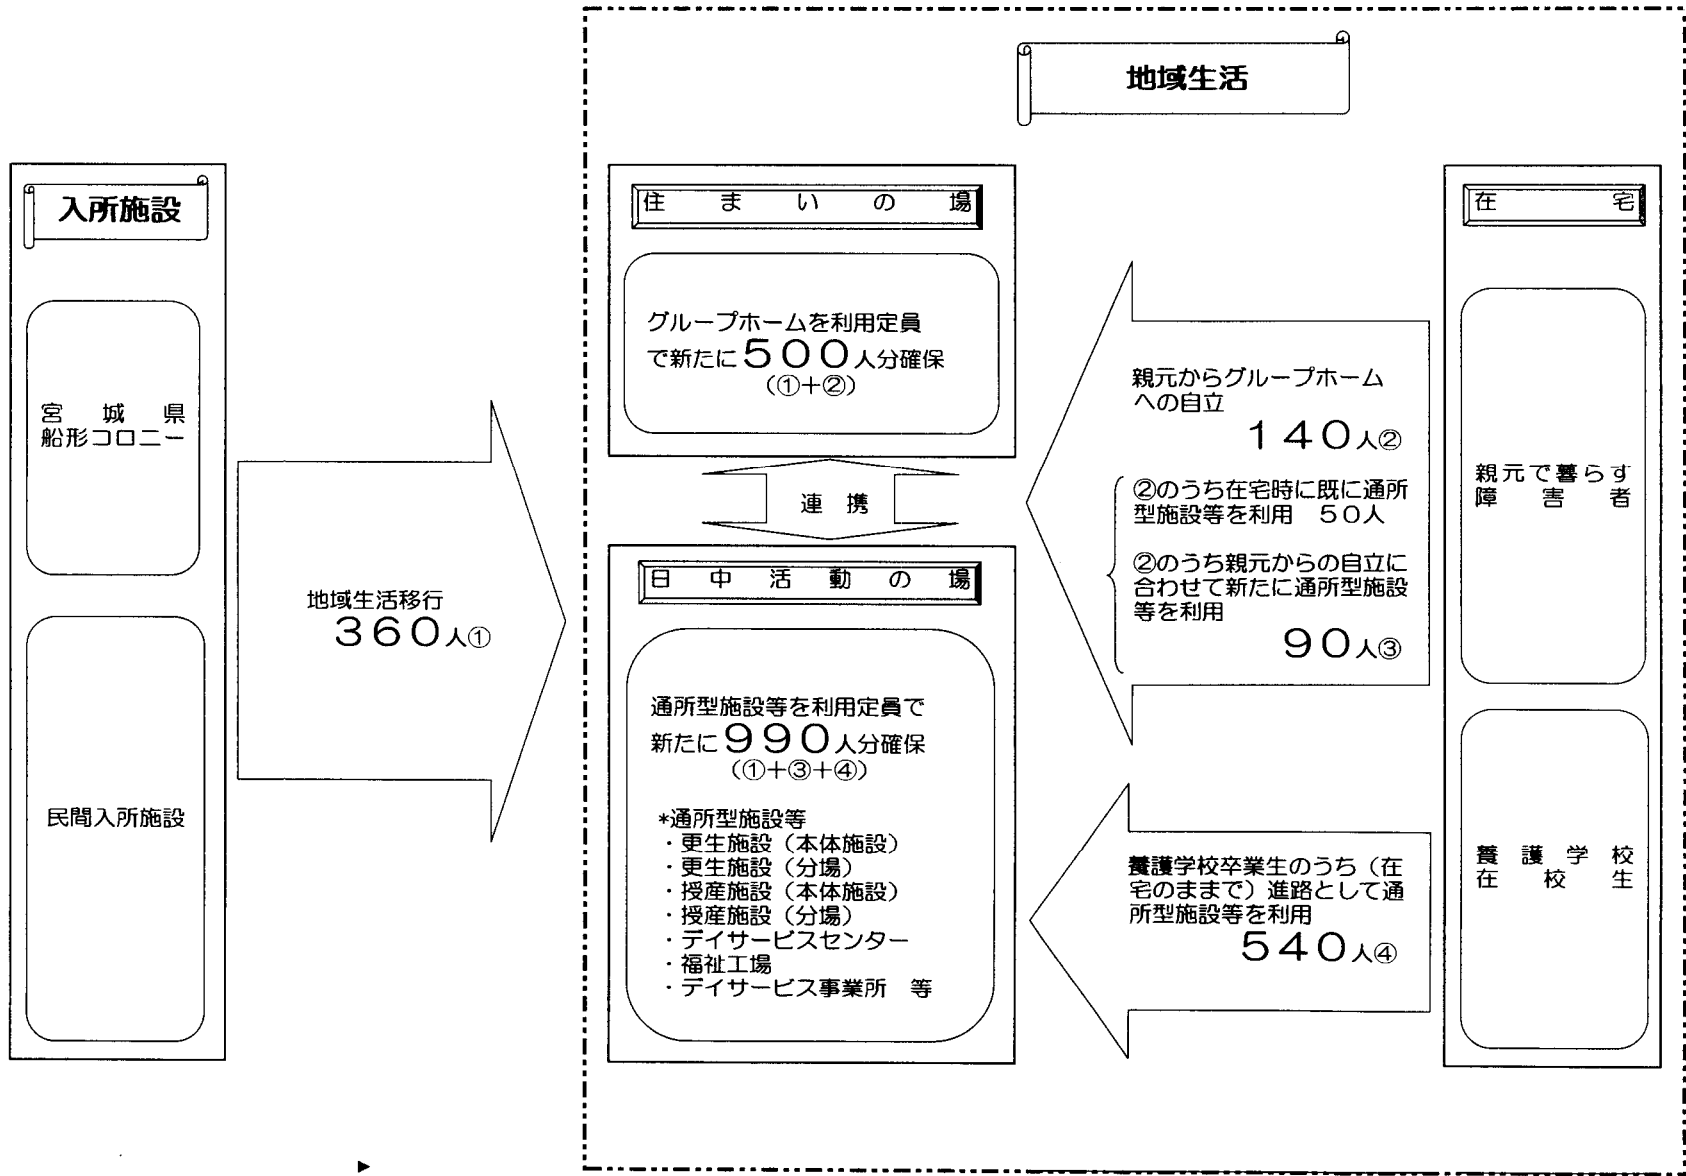 地域生活
入所施設
宮城県
船形コロニー
民間入所施設
地域生活移行
360人①
住まいの場
グループホームを利用定員
で新たに500人分確保
(①+②)
連携
日中活動の場
通所型施設等を利用定員で
新たに990人分確保
(①+③+④)
*通所型施設等
・更生施設(本体施設)
・更生施設(分場)
・授産施設(本体施設)
・授産施設(分場)
・デイサービスセンター
・福祉工場
・デイサービス事業所 等
親元からグループホーム
への自立
140人②
②のうち在宅時に既に通所
型施設等を利用 50人
②のうち親元からの自立に
合わせて新たに通所型施設
等を利用
90人③
養護学校卒業生のうち(在
宅のままで)進路として通
所型施設等を利用
540人④
在宅
親元で暮らす
障害者
養護学校
在校生